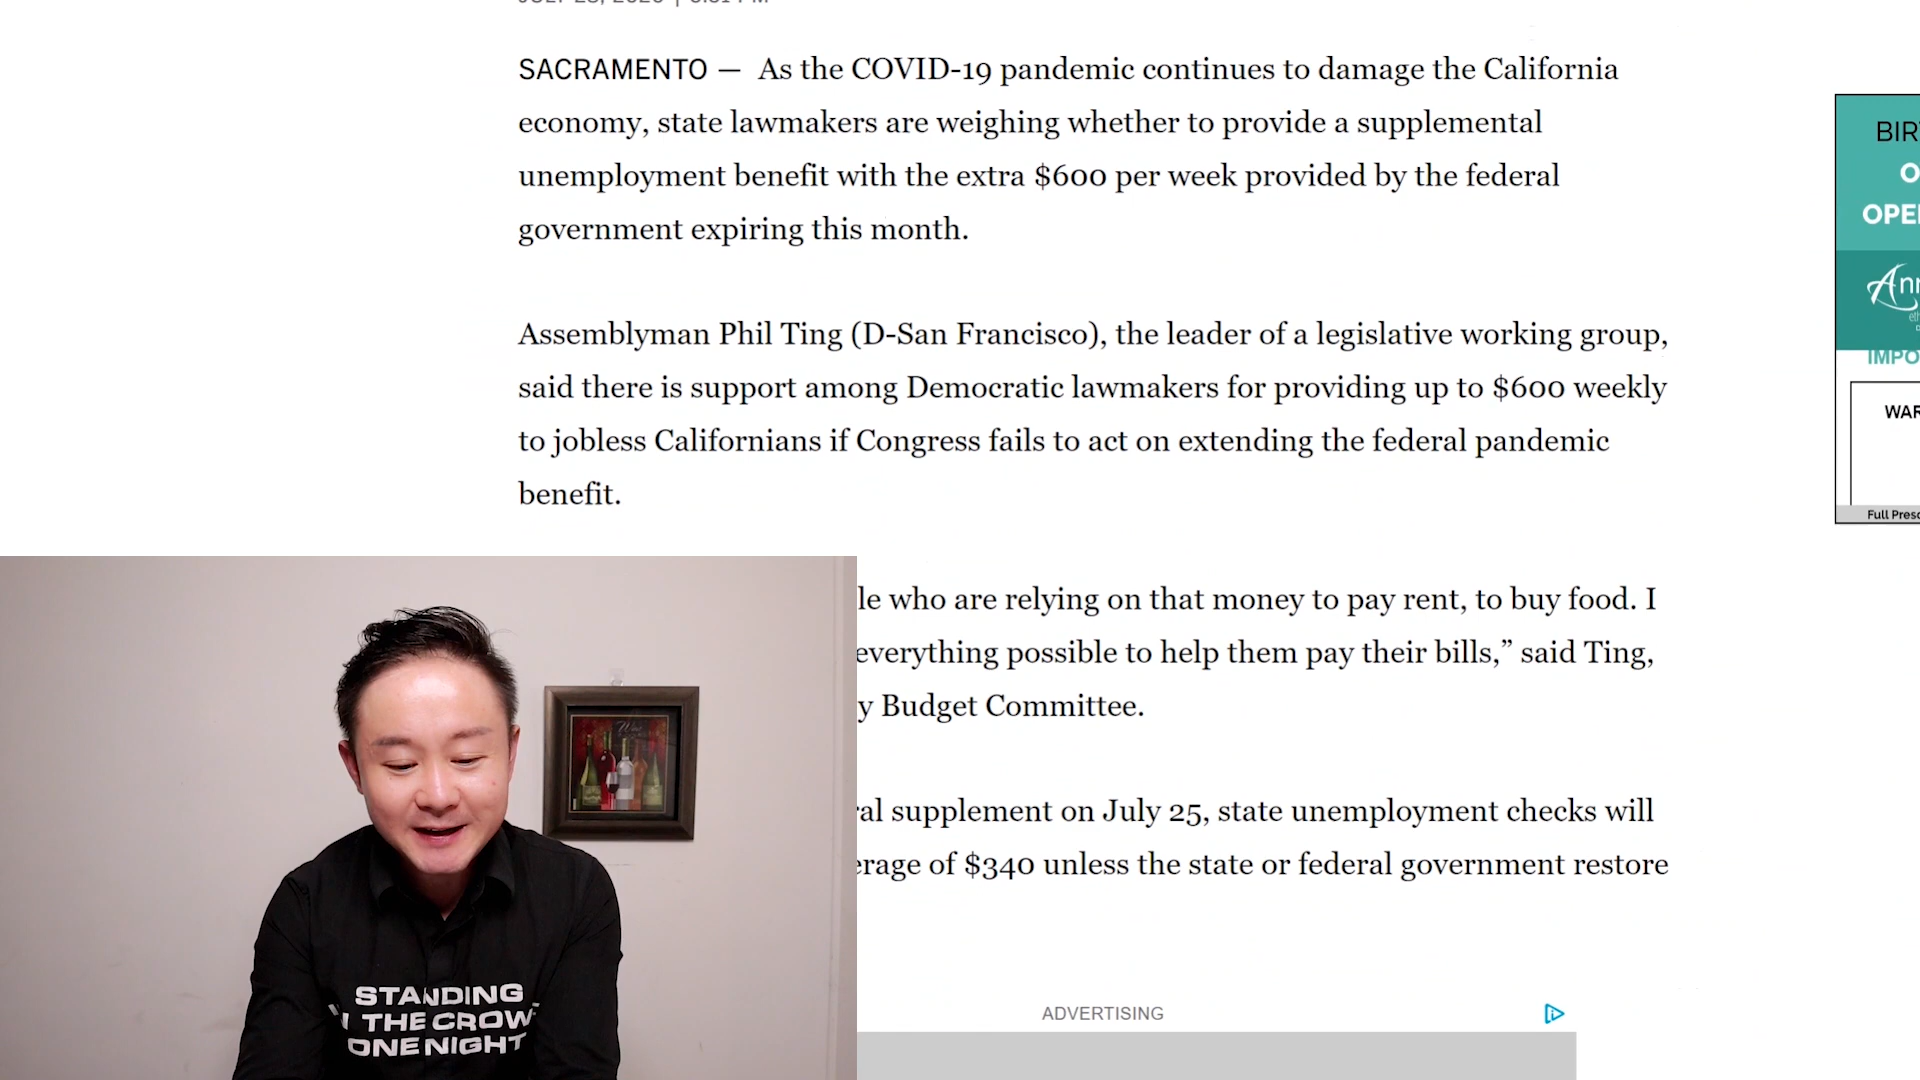 SACRAMENTO — As the COVID-19 pandemic continues to damage the California
economy, state lawmakers are weighing whether to provide a supplemental
unemployment benefit with the extra $600 per week provided by the federal
government expiring this month.
Assemblyman Phil Ting (D-San Francisco), the leader of a legislative working group,
said there is support among Democratic lawmakers for providing up to $600 weekly
to jobless Californians if Congress fails to act on extending the federal pandemic
benefit.
le who are relying on that money to pay rent, to buy food. I
everything possible to help them pay their bills,” said Ting,
y Budget Committee.
al supplement on July 25, state unemployment checks will
erage of $340 unless the state or federal government restore
ADVERTISING
BIR
O
OPE
Ann
IMPO
WAR
Full Presc
STANDING
THE CROW
ONE NIGHT